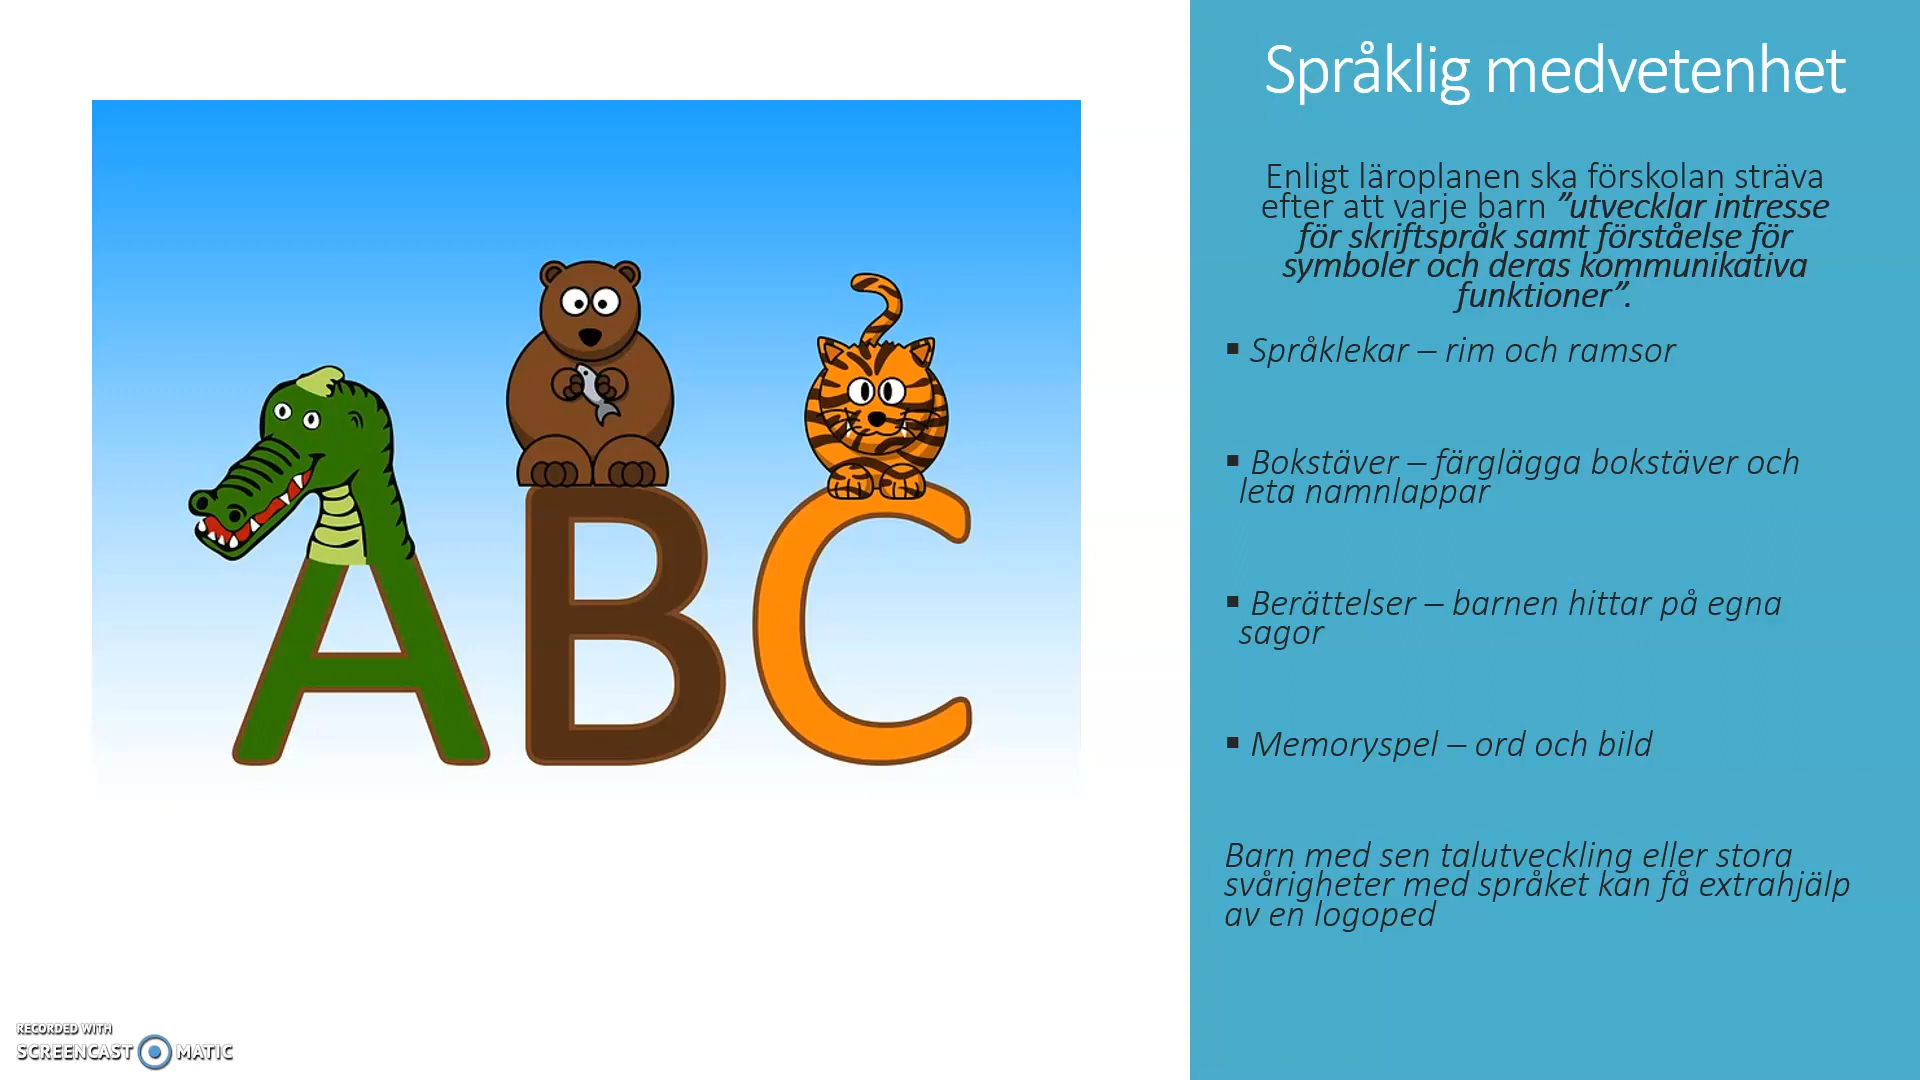 Språklig medvetenhet
Enligt läroplanen ska förskolan sträva
efter att varje barn ”utvecklar intresse
för skriftspråk samt förståelse för
symboler och deras kommunikativa
funktioner”.
▪ Språklekar – rim och ramsor
▪ Bokstäver – färglägga bokstäver och
leta namnlappar
▪ Berättelser – barnen hittar på egna
sagor
▪ Memoryspel – ord och bild
Barn med sen talutveckling eller stora
svårigheter med språket kan få extrahjälp
av en logoped
ABC
RECORDED WITH
SCREENCAST MATIC